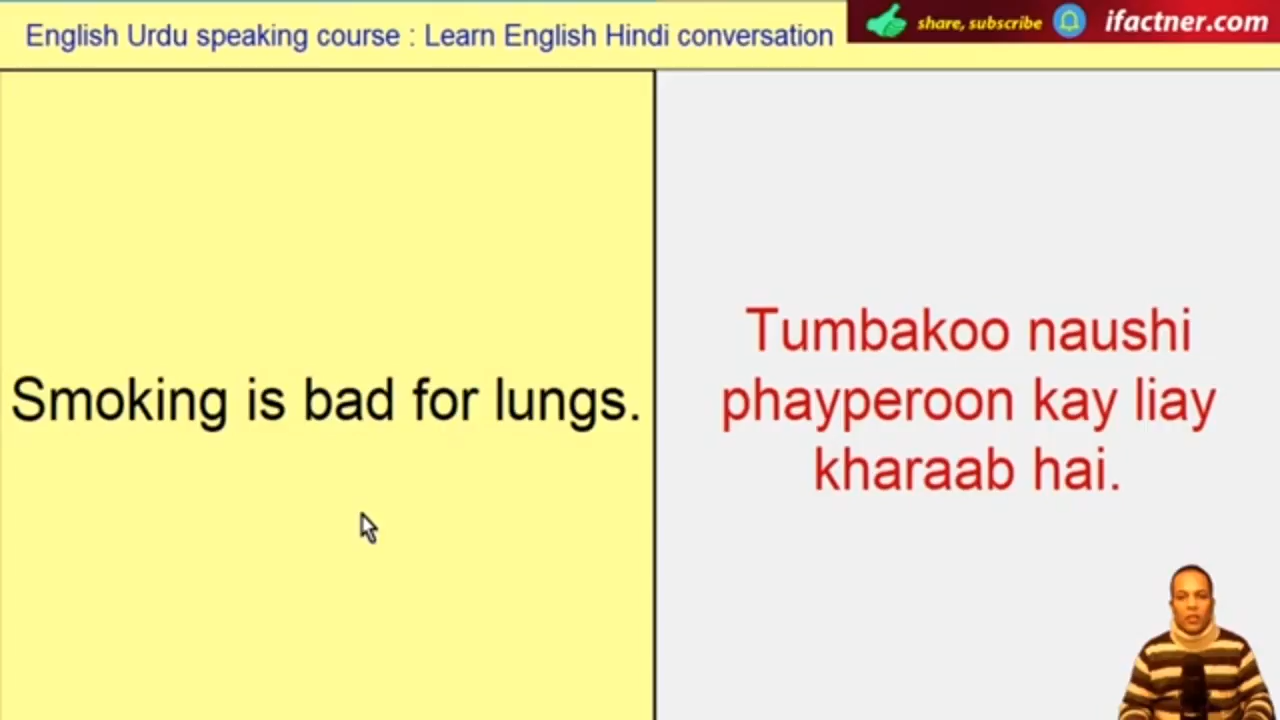 English Urdu speaking course : Learn English Hindi conversation
share, subscribe
ifactner.com
Smoking is bad for lungs.
Tumbakoo naushi
phayperoon kay liay
kharaab hai.